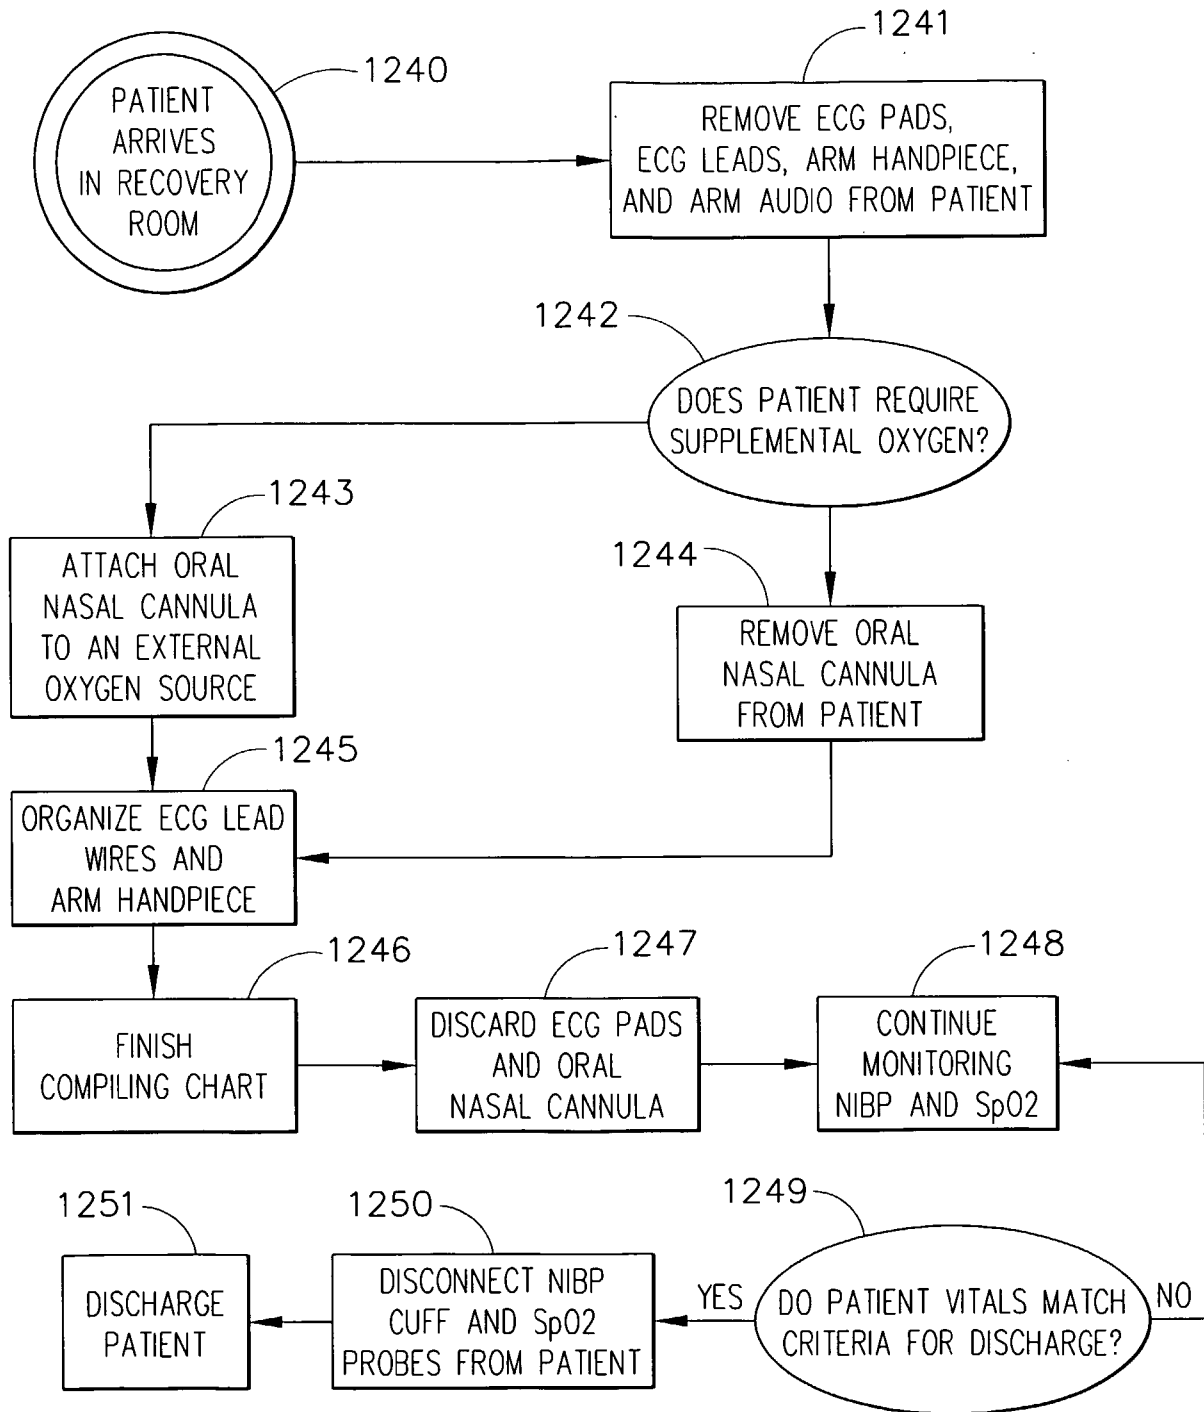 1240
PATIENT
ARRIVES
IN RECOVERY
ROOM
1241
REMOVE ECG PADS,
ECG LEADS, ARM HANDPIECE,
AND ARM AUDIO FROM PATIENT
1242
DOES PATIENT REQUIRE
SUPPLEMENTAL OXYGEN?
1243
ATTACH ORAL
NASAL CANNULA
TO AN EXTERNAL
OXYGEN SOURCE
1244
REMOVE ORAL
NASAL CANNULA
FROM PATIENT
1245
ORGANIZE ECG LEAD
WIRES AND
ARM HANDPIECE
1246
FINISH
COMPILING CHART
1247
DISCARD ECG PADS
AND ORAL
NASAL CANNULA
1248
CONTINUE
MONITORING
NIBP AND SpO2
1249
DO PATIENT VITALS MATCH
CRITERIA FOR DISCHARGE?
NO
YES
1250
DISCONNECT NIBP
CUFF AND SpO2
PROBES FROM PATIENT
1251
DISCHARGE
PATIENT